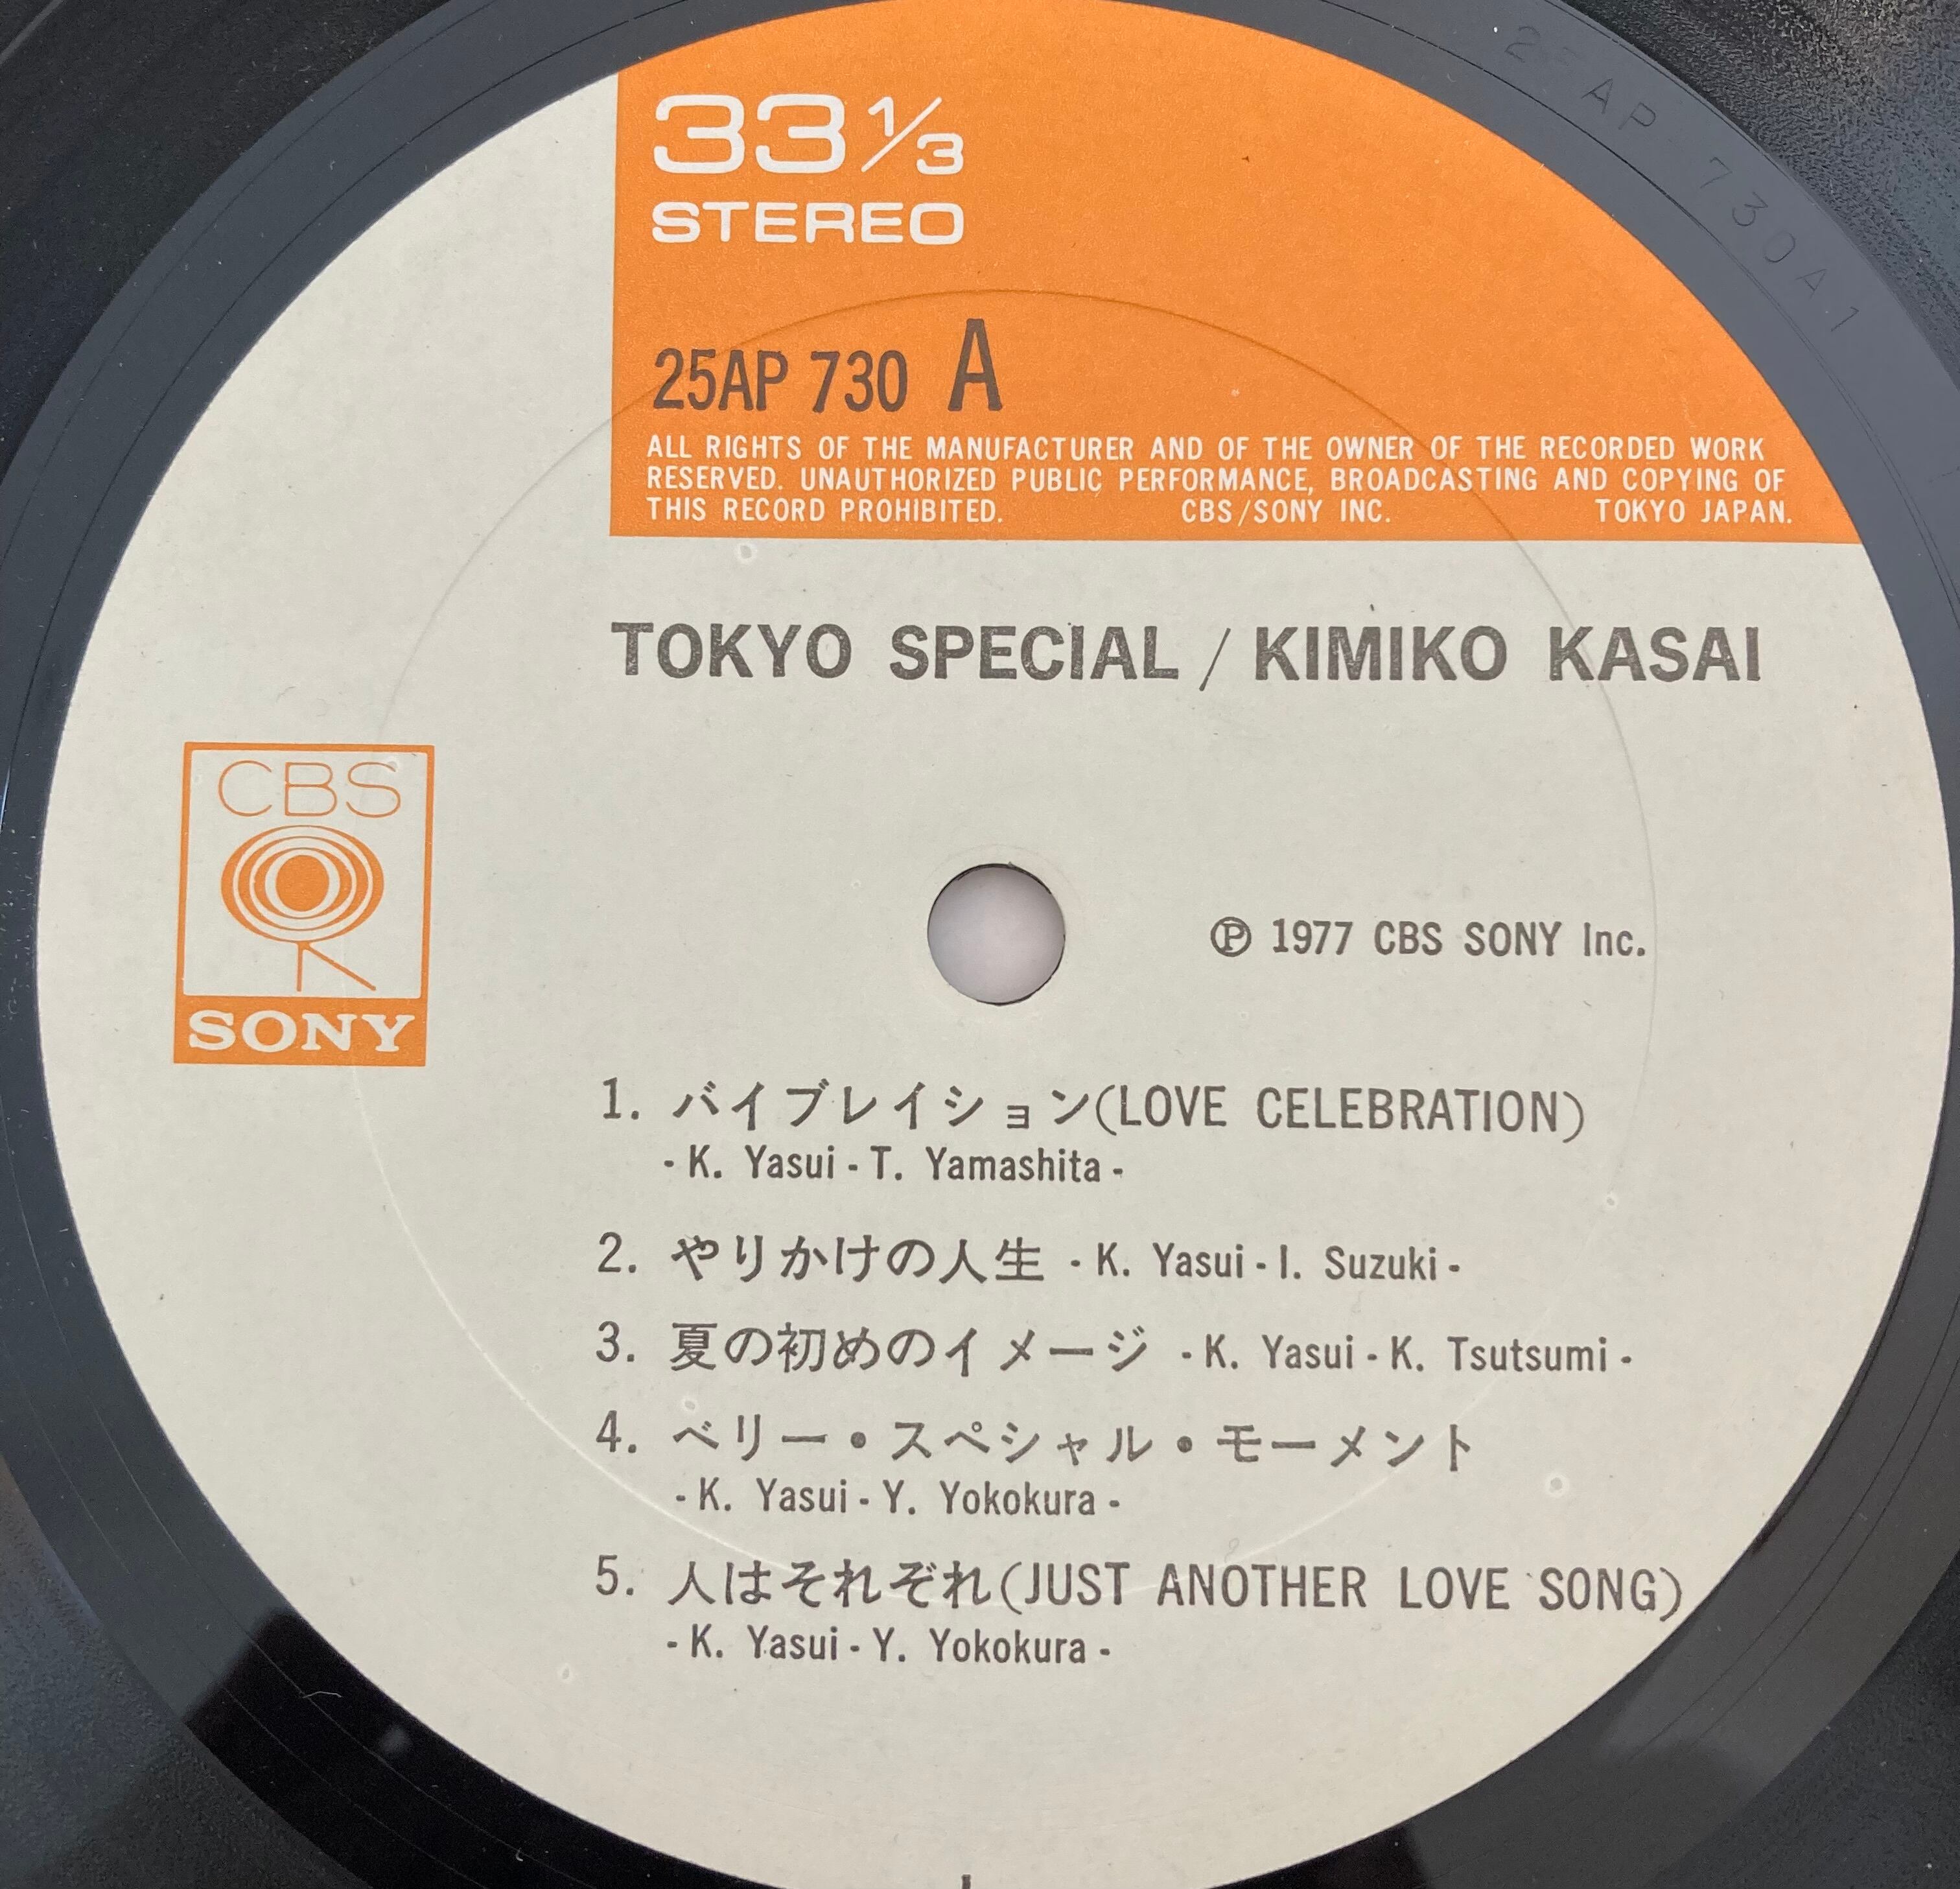 2 AP 730A1
33 1/3
STEREO
25AP 730 A
ALL RIGHTS OF THE MANUFACTURER AND OF THE OWNER OF THE RECORDED WORK
RESERVED. UNAUTHORIZED PUBLIC PERFORMANCE, BROADCASTING AND COPYING OF
THIS RECORD PROHIBITED. CBS/SONY INC. TOKYO JAPAN.
TOKYO SPECIAL / KIMIKO KASAI
CBS
SONY
℗ 1977 CBS SONY Inc.
1. バイブレイション(LOVE CELEBRATION)
- K. Yasui - T. Yamashita -
2. やりかけの人生 - K. Yasui - I. Suzuki -
3. 夏の初めのイメージ - K. Yasui - K. Tsutsumi -
4. ベリー・スペシャル・モーメント
- K. Yasui - Y. Yokokura -
5. 人はそれぞれ(JUST ANOTHER LOVE SONG)
- K. Yasui - Y. Yokokura -